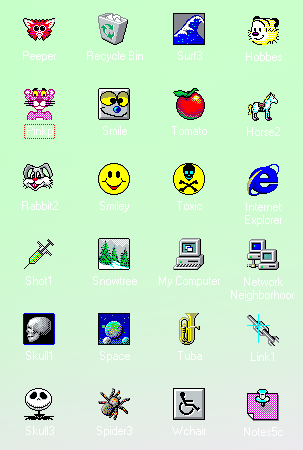 Peeper
Recycle Bin
Surf3
Hobbes
Pinkp
Smile
Tomato
Horse2
Rabbit2
Smiley
Toxic
Internet
Explorer
Shot1
Snowtree
My Computer
Network
Neighborhood
Skull1
Space
Tuba
Link1
Skull3
Spider3
Wchair
Notes5c